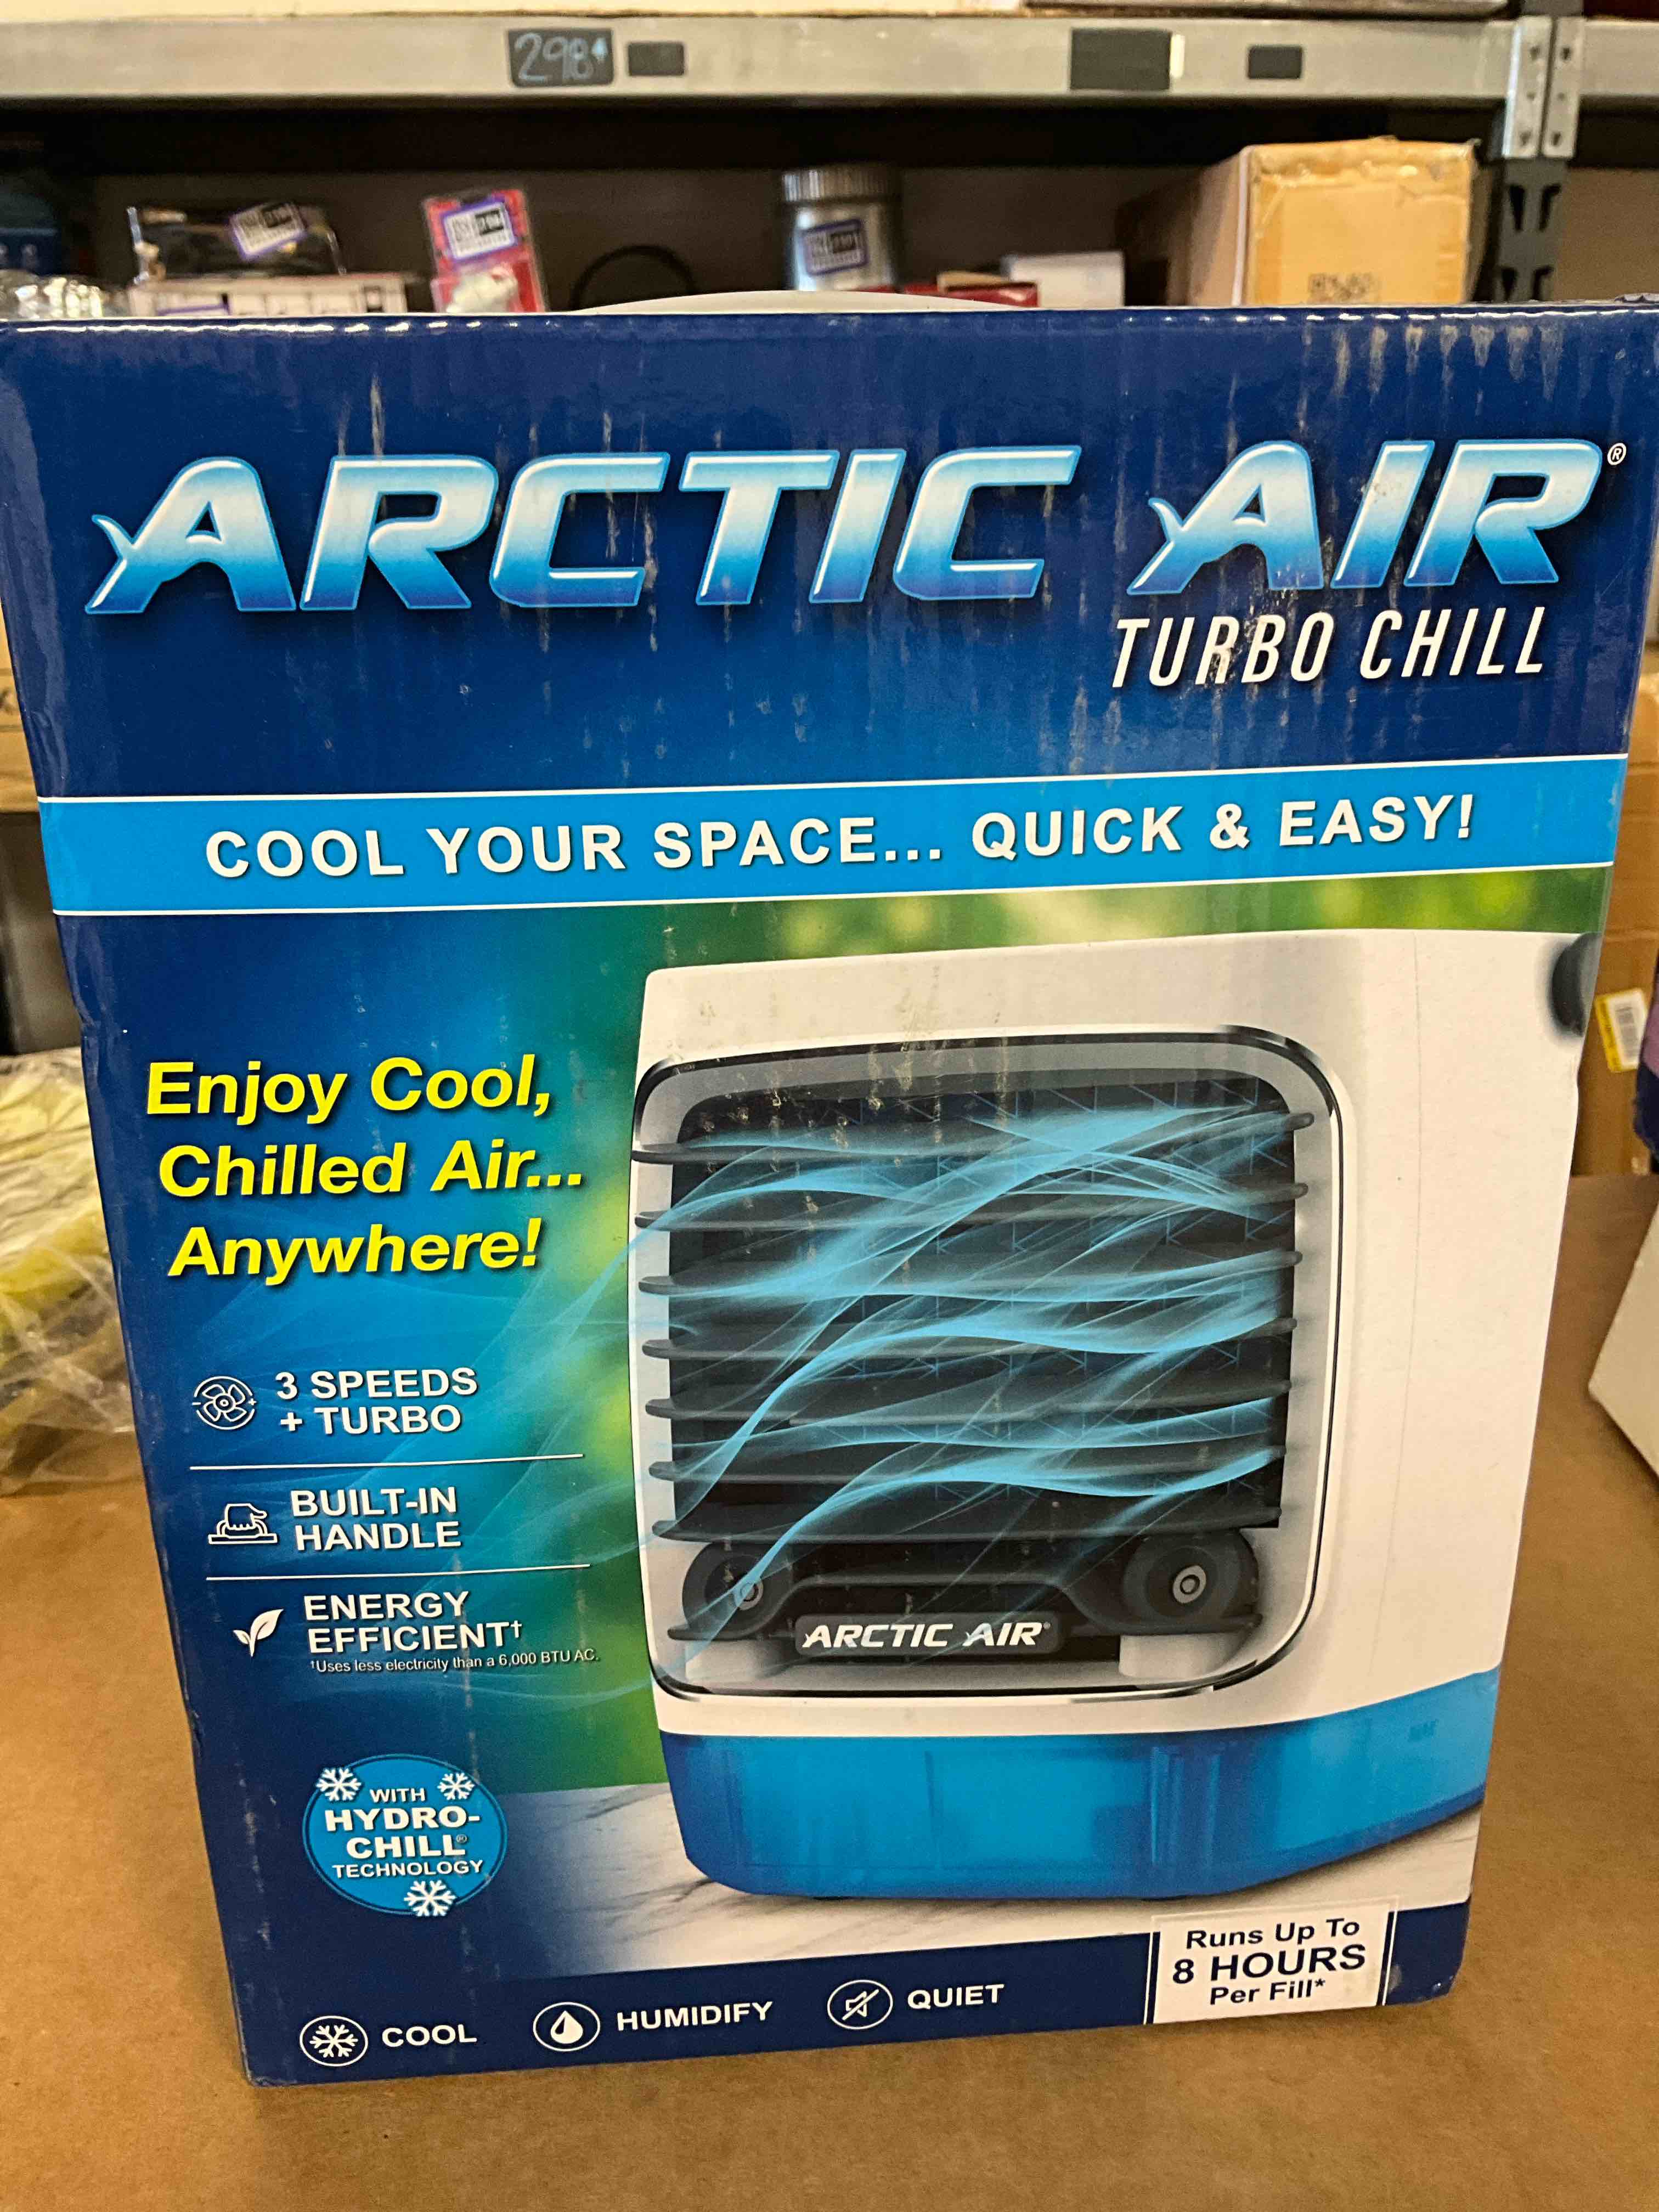 298
ARCTIC AIR®
TURBO CHILL
COOL YOUR SPACE... QUICK & EASY!
Enjoy Cool,
Chilled Air...
Anywhere!
3 SPEEDS
+ TURBO
BUILT-IN
HANDLE
ENERGY
EFFICIENT†
†Uses less electricity than a 6,000 BTU AC.
ARCTIC AIR®
WITH
HYDRO-
CHILL®
TECHNOLOGY
Runs Up To
8 HOURS
Per Fill*
COOL
HUMIDIFY
QUIET